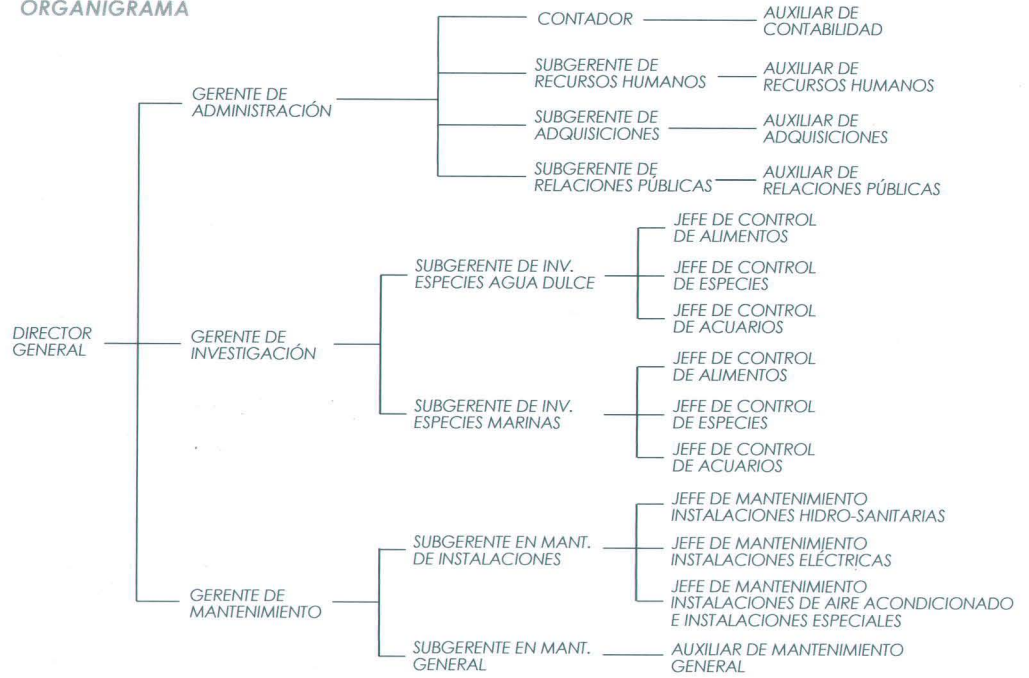 ORGANIGRAMA
CONTADOR
AUXILIAR DE
CONTABILIDAD
SUBGERENTE DE
RECURSOS HUMANOS
AUXILIAR DE
RECURSOS HUMANOS
GERENTE DE
ADMINISTRACIÓN
SUBGERENTE DE
ADQUISICIONES
AUXILIAR DE
ADQUISICIONES
SUBGERENTE DE
RELACIONES PÚBLICAS
AUXILIAR DE
RELACIONES PÚBLICAS
DIRECTOR
GENERAL
GERENTE DE
INVESTIGACIÓN
SUBGERENTE DE INV.
ESPECIES AGUA DULCE
JEFE DE CONTROL
DE ALIMENTOS
JEFE DE CONTROL
DE ESPECIES
JEFE DE CONTROL
DE ACUARIOS
SUBGERENTE DE INV.
ESPECIES MARINAS
JEFE DE CONTROL
DE ALIMENTOS
JEFE DE CONTROL
DE ESPECIES
JEFE DE CONTROL
DE ACUARIOS
GERENTE DE
MANTENIMIENTO
SUBGERENTE EN MANT.
DE INSTALACIONES
JEFE DE MANTENIMIENTO
INSTALACIONES HIDRO-SANITARIAS
JEFE DE MANTENIMIENTO
INSTALACIONES ELÉCTRICAS
JEFE DE MANTENIMIENTO
INSTALACIONES DE AIRE ACONDICIONADO
E INSTALACIONES ESPECIALES
SUBGERENTE EN MANT.
GENERAL
AUXILIAR DE MANTENIMIENTO
GENERAL